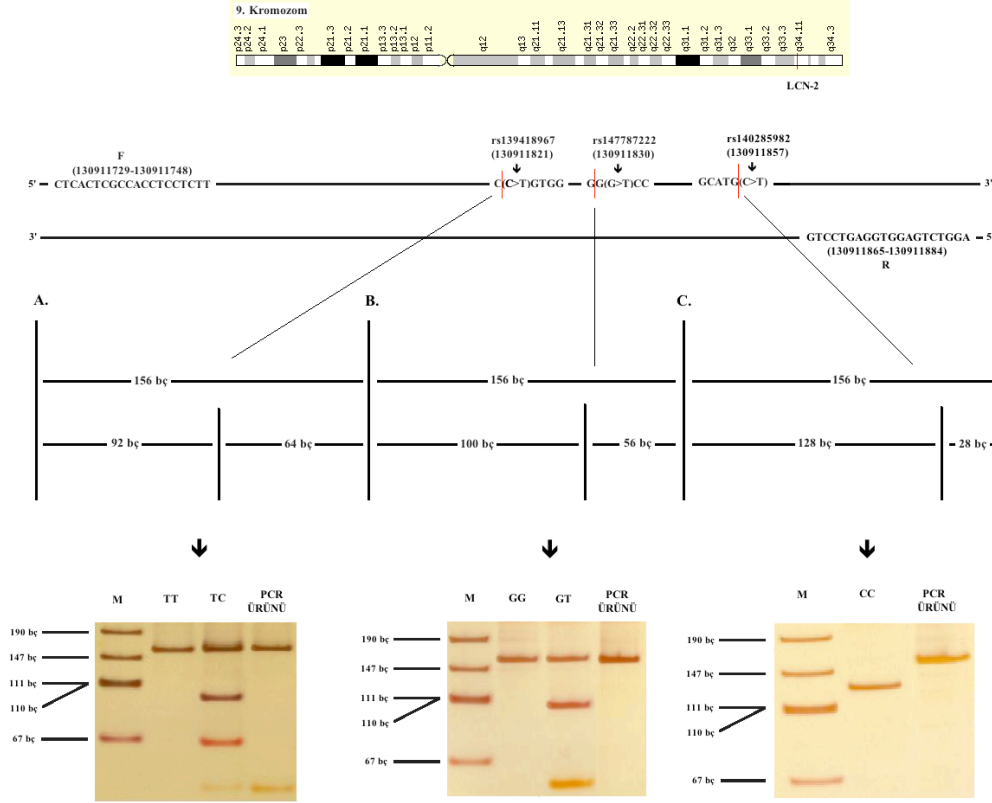 9. Kromozom
p24.3 p24.2 p24.1 p23 p22.3 p21.3 p21.2 p21.1 p13.3 p13.2 p13.1 p12 p11.2 q12 q13 q21.11 q21.13 q21.31 q21.32 q21.33 q22.2 q22.31 q22.32 q22.33 q31.1 q31.2 q31.3 q32 q33.1 q33.2 q33.3 q34.11 q34.3
LCN-2
F
(130911729-130911748)
rs139418967
(130911821)
rs147787222
(130911830)
rs140285982
(130911857)
5' CTCACTCGCCACCTCCTCTT C(C>T)GTGG GG(G>T)CC GCATG(C>T) 3'
3' GTCCTGAGGTGGAGTCTGGA 5
(130911865-130911884)
R
A. B. C.
156 bç 156 bç 156 bç
92 bç 64 bç 100 bç 56 bç 128 bç 28 bç
M TT TC PCR ÜRÜNÜ
190 bç
147 bç
111 bç
110 bç
67 bç
M GG GT PCR ÜRÜNÜ
190 bç
147 bç
111 bç
110 bç
67 bç
M CC PCR ÜRÜNÜ
190 bç
147 bç
111 bç
110 bç
67 bç